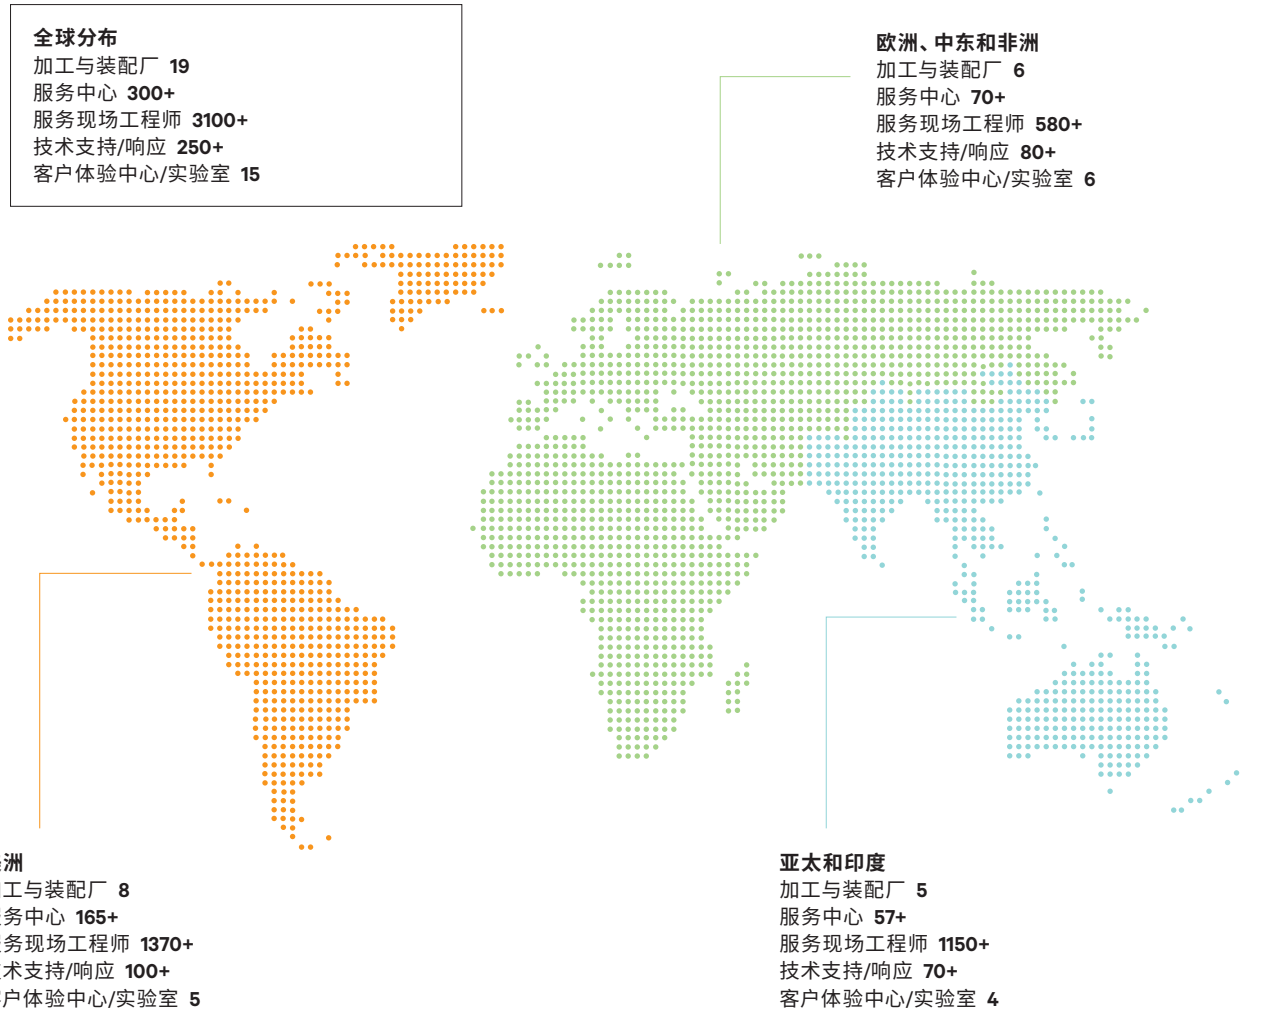 全球分布
加工与装配厂 19
服务中心 300+
服务现场工程师 3100+
技术支持/响应 250+
客户体验中心/实验室 15
欧洲、中东和非洲
加工与装配厂 6
服务中心 70+
服务现场工程师 580+
技术支持/响应 80+
客户体验中心/实验室 6
洲
工与装配厂 8
务中心 165+
务现场工程师 1370+
术支持/响应 100+
户体验中心/实验室 5
亚太和印度
加工与装配厂 5
服务中心 57+
服务现场工程师 1150+
技术支持/响应 70+
客户体验中心/实验室 4